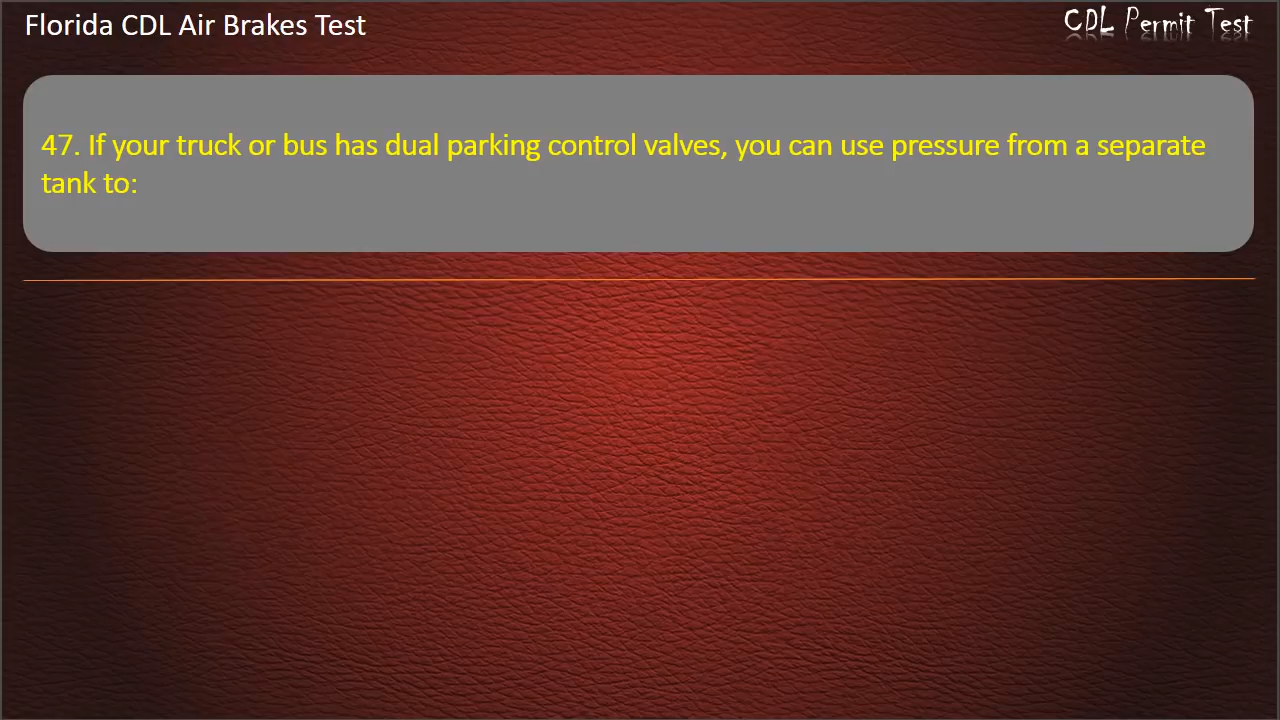 Florida CDL Air Brakes Test
CDL Permit Test
47. If your truck or bus has dual parking control valves, you can use pressure from a separate
tank to: